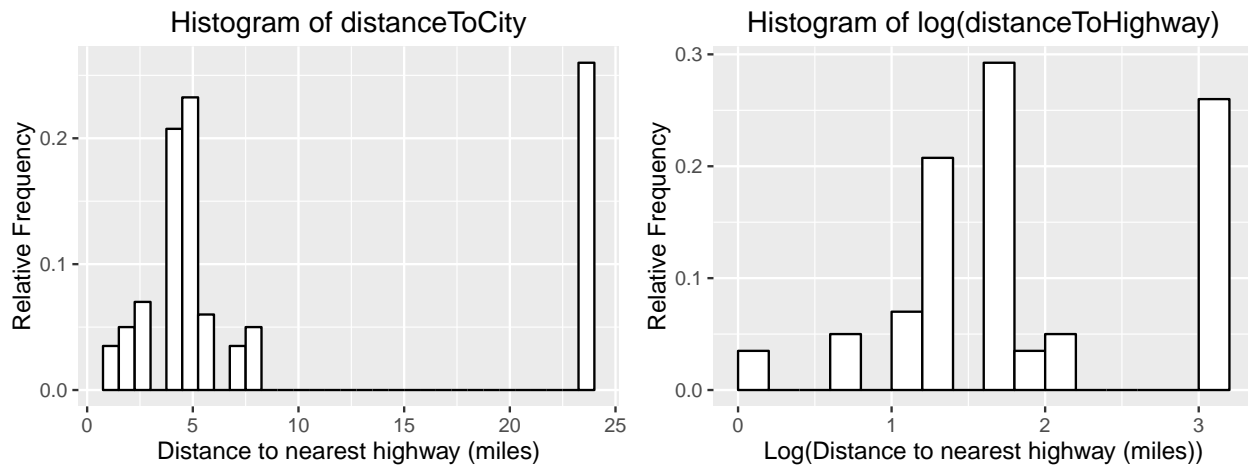 Histogram of distanceToCity
Relative Frequency
0.2
0.1
0.0
0 5 10 15 20 25
Distance to nearest highway (miles)
Histogram of log(distanceToHighway)
Relative Frequency
0.3
0.2
0.1
0.0
0 1 2 3
Log(Distance to nearest highway (miles))